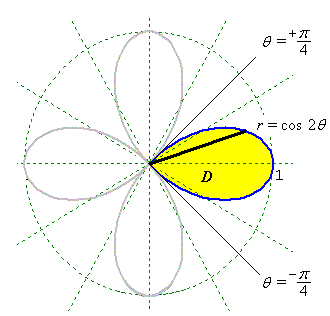 θ = +π/4
r = cos 2θ
D
1
θ = −π/4